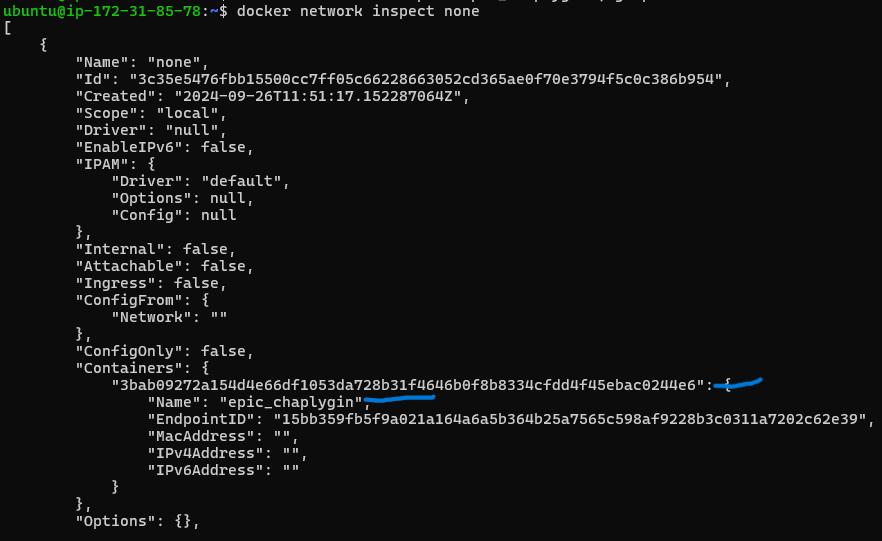 ubuntu@ip-172-31-85-78:~$ docker network inspect none
[
    {
        "Name": "none",
        "Id": "3c35e5476fbb15500cc7ff05c66228663052cd365ae0f70e3794f5c0c386b954",
        "Created": "2024-09-26T11:51:17.152287064Z",
        "Scope": "local",
        "Driver": "null",
        "EnableIPv6": false,
        "IPAM": {
            "Driver": "default",
            "Options": null,
            "Config": null
        },
        "Internal": false,
        "Attachable": false,
        "Ingress": false,
        "ConfigFrom": {
            "Network": ""
        },
        "ConfigOnly": false,
        "Containers": {
            "3bab09272a154d4e66df1053da728b31f4646b0f8b8334cfdd4f45ebac0244e6": {
                "Name": "epic_chaplygin",
                "EndpointID": "15bb359fb5f9a021a164a6a5b364b25a7565c598af9228b3c0311a7202c62e39",
                "MacAddress": "",
                "IPv4Address": "",
                "IPv6Address": ""
            }
        },
        "Options": {},